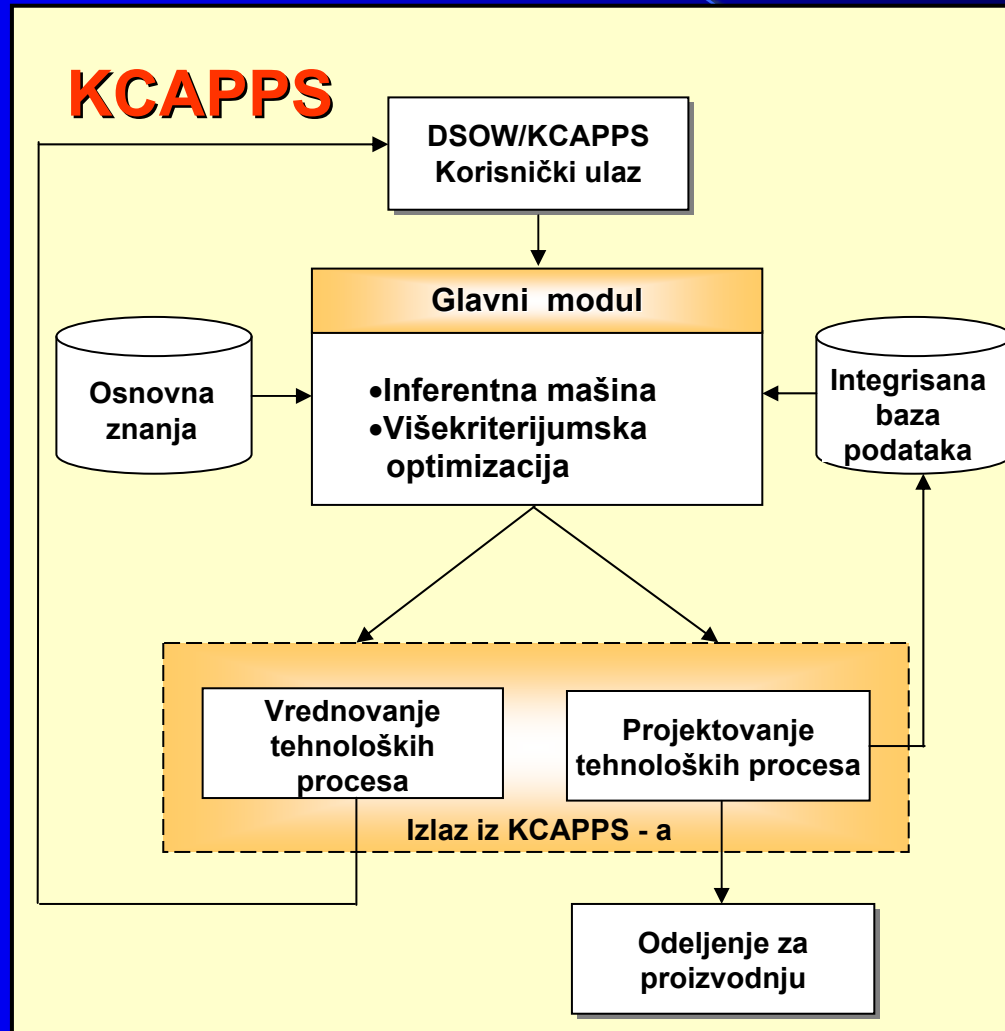 KCAPPS
DSOW/KCAPPS
Korisnički ulaz
Glavni modul
Osnovna
znanja
•Inferentna mašina
•Višekriterijumska
optimizacija
Integrisana
baza
podataka
Vrednovanje
tehnoloških
procesa
Projektovanje
tehnoloških procesa
Izlaz iz KCAPPS - a
Odeljenje za
proizvodnju